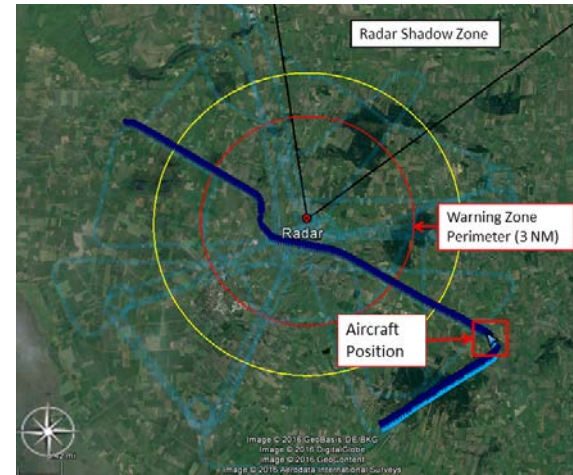 Radar Shadow Zone
Radar
Warning Zone
Perimeter (3 NM)
Aircraft
Position
Image © 2016 GeoBasis-DE/BKG
Image © 2016 DigitalGlobe
Image © 2016 GeoContent
Image © 2016 Aerodata International Surveys